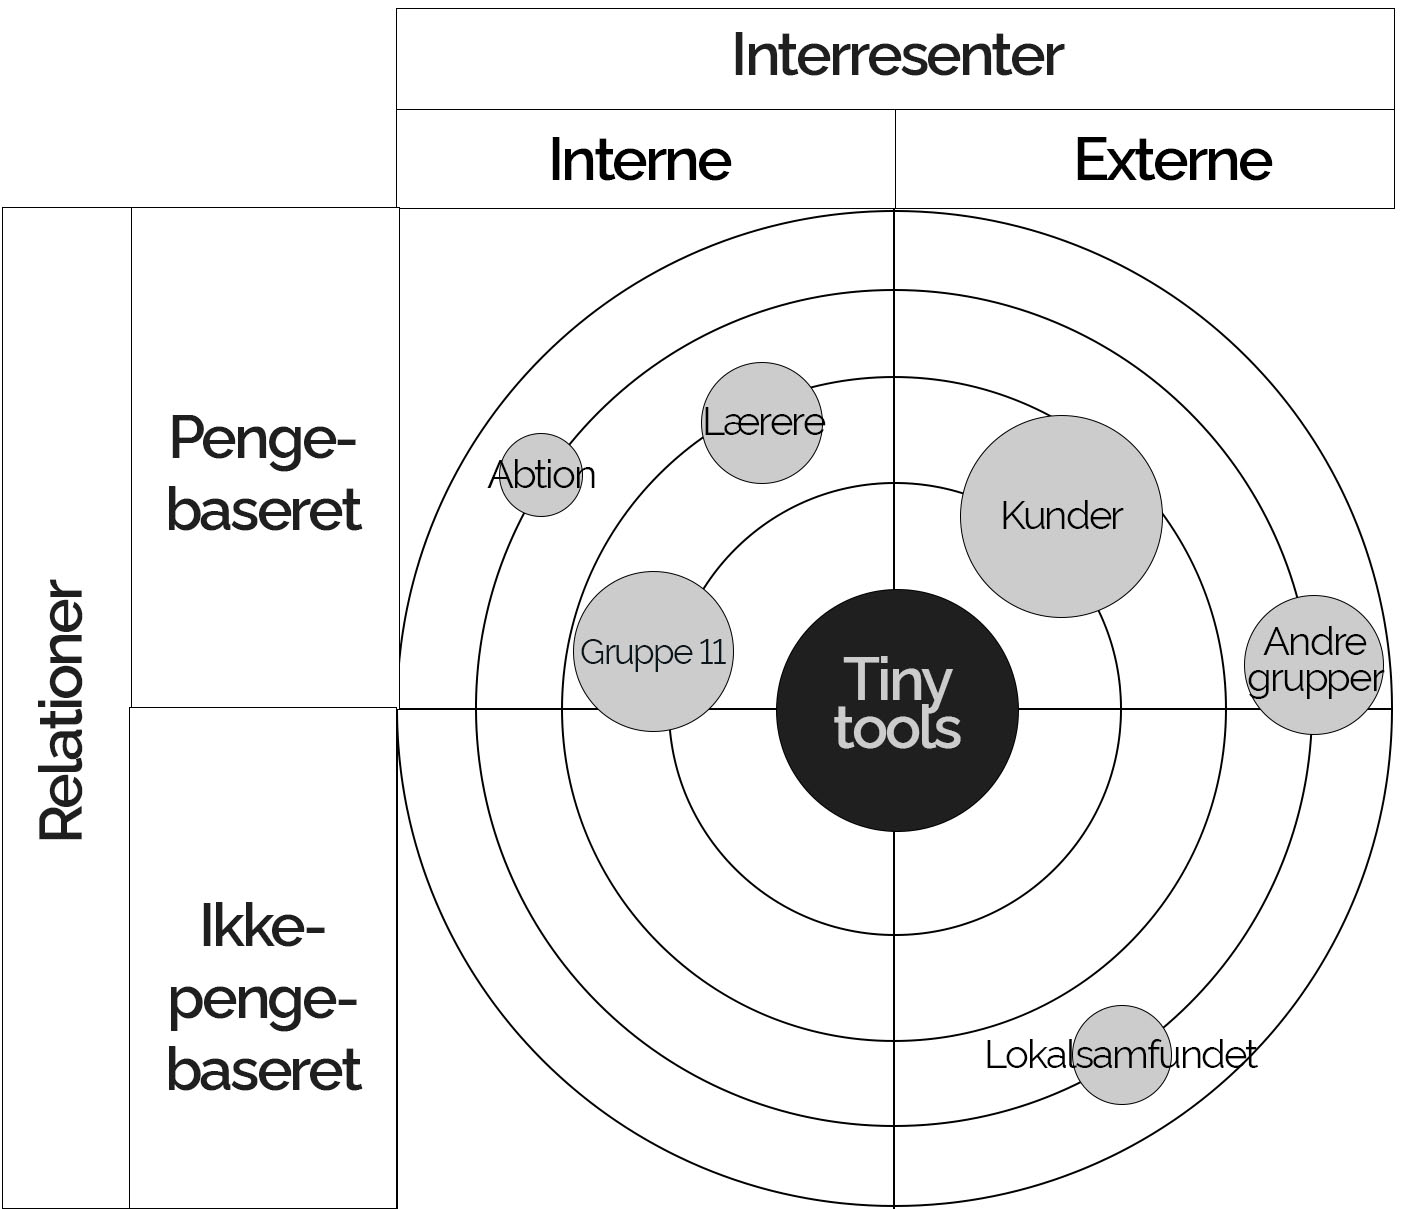 Interresenter
Interne
Externe
Relationer
Penge-
baseret
Ikke-
penge-
baseret
Abtion
Lærere
Gruppe 11
Kunder
Andre
grupper
Tiny
tools
Lokalsamfundet